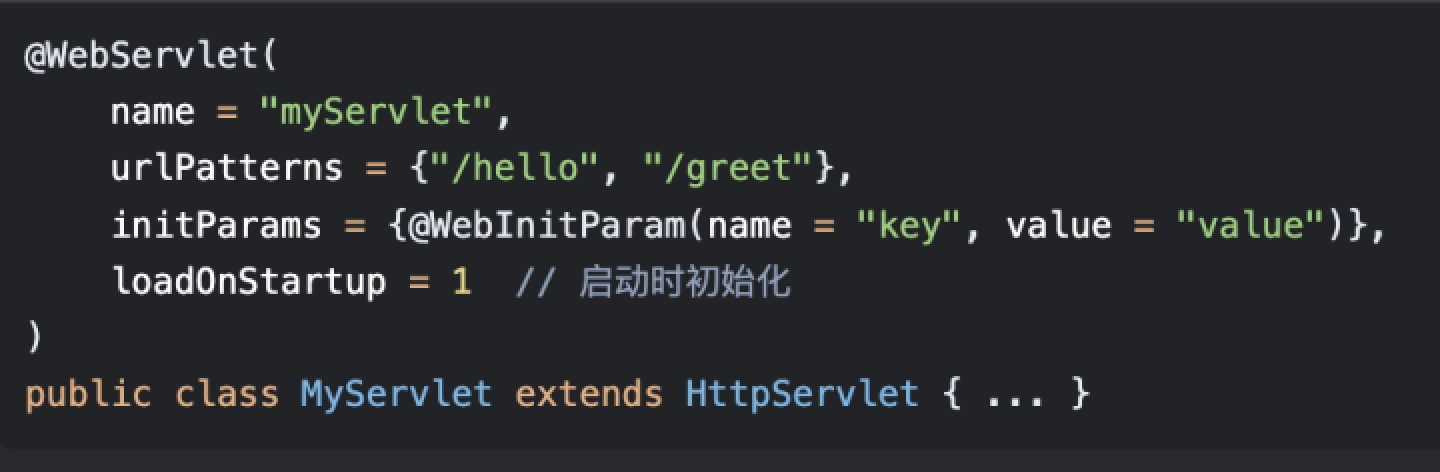 @WebServlet(
    name = "myServlet",
    urlPatterns = {"/hello", "/greet"},
    initParams = {@WebInitParam(name = "key", value = "value")},
    loadOnStartup = 1  // 启动时初始化
)
public class MyServlet extends HttpServlet { ... }